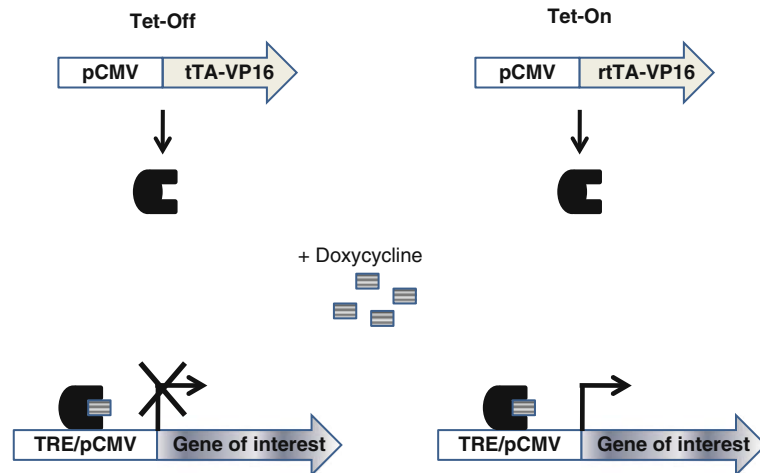 Tet-Off
Tet-On
pCMV tTA-VP16
pCMV rtTA-VP16
+ Doxycycline
TRE/pCMV Gene of interest
TRE/pCMV Gene of interest